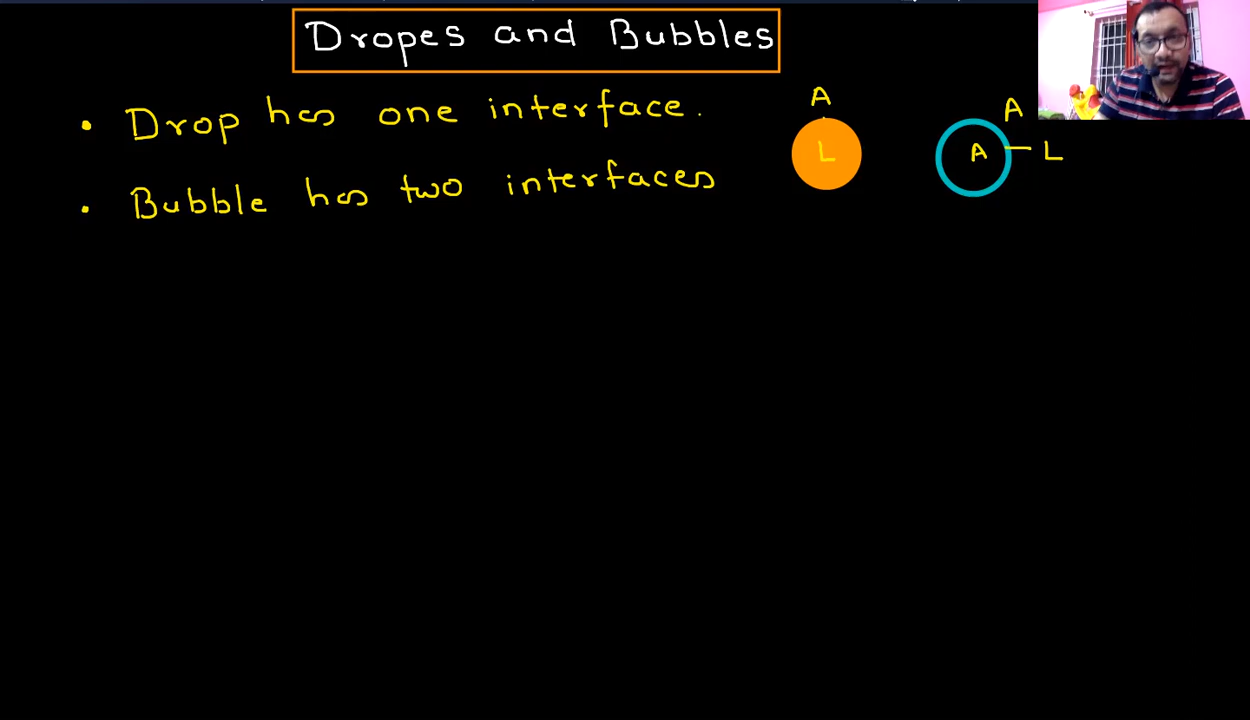 Dropes and Bubbles
• Drop has one interface.
A
L
A
A
L
• Bubble has two interfaces